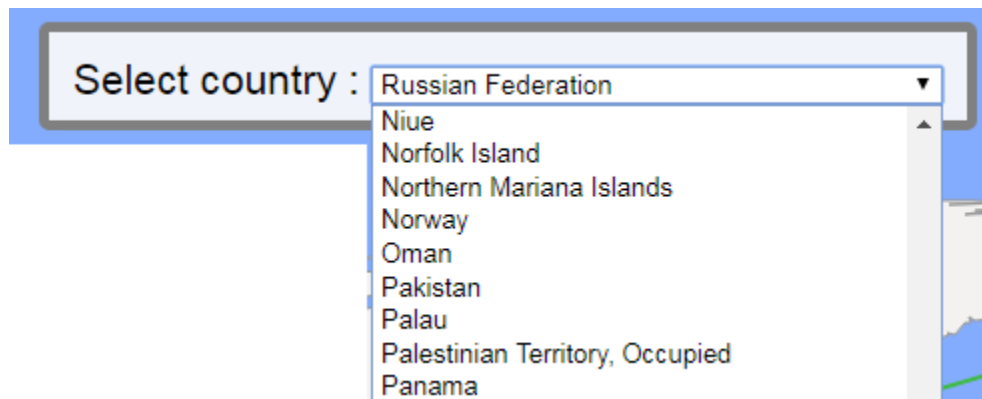 Select country : Russian Federation
Niue
Norfolk Island
Northern Mariana Islands
Norway
Oman
Pakistan
Palau
Palestinian Territory, Occupied
Panama